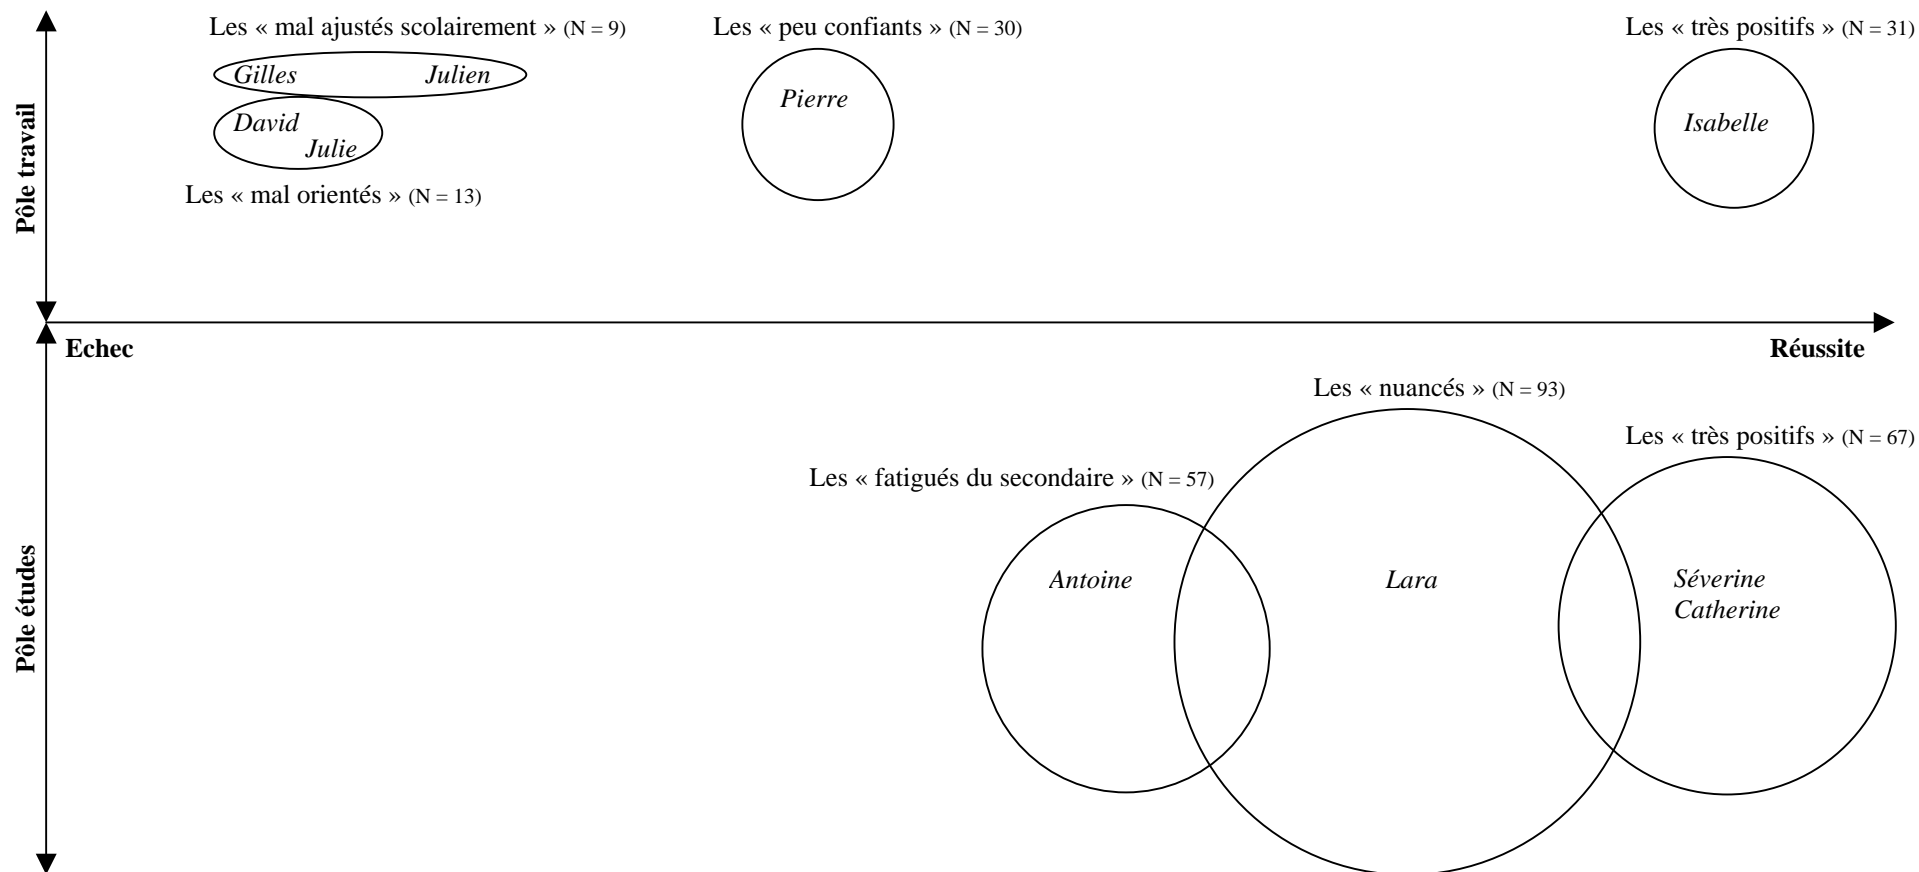 Les « mal ajustés scolairement » (N = 9)
Les « peu confiants » (N = 30)
Les « très positifs » (N = 31)
Gilles
Julien
Pierre
Isabelle
David
Julie
Les « mal orientés » (N = 13)
Pôle travail
Echec
Réussite
Les « nuancés » (N = 93)
Les « très positifs » (N = 67)
Les « fatigués du secondaire » (N = 57)
Antoine
Lara
Séverine
Catherine
Pôle études